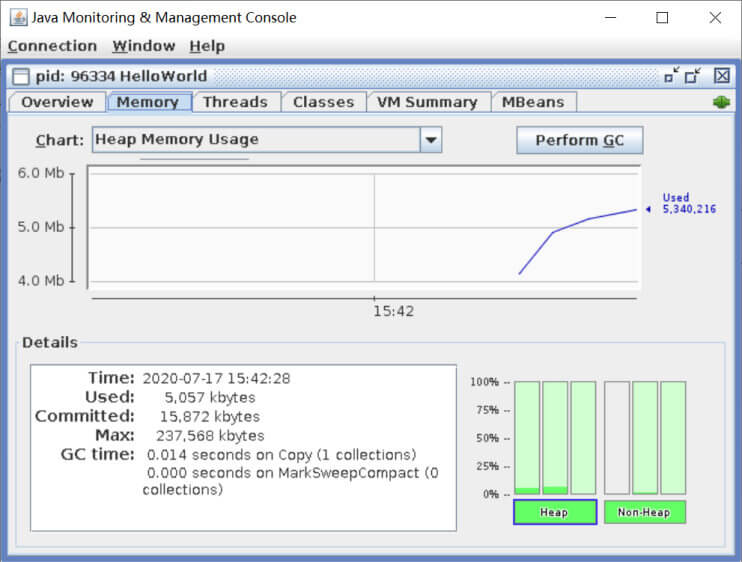 Java Monitoring & Management Console
Connection Window Help
pid: 96334 HelloWorld
Overview Memory Threads Classes VM Summary MBeans
Chart: Heap Memory Usage Perform GC
6.0 Mb
5.0 Mb
4.0 Mb
Used
5,340,216
15:42
Details
Time: 2020-07-17 15:42:28
Used: 5,057 kbytes
Committed: 15,872 kbytes
Max: 237,568 kbytes
GC time: 0.014 seconds on Copy (1 collections)
0.000 seconds on MarkSweepCompact (0
collections)
100% --
75% --
50% --
25% --
0% --
Heap Non-Heap